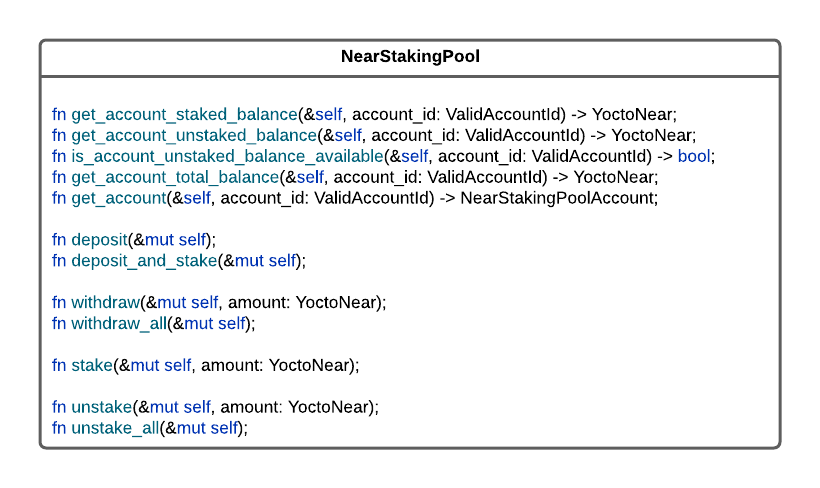 NearStakingPool
fn get_account_staked_balance(&self, account_id: ValidAccountId) -> YoctoNear;
fn get_account_unstaked_balance(&self, account_id: ValidAccountId) -> YoctoNear;
fn is_account_unstaked_balance_available(&self, account_id: ValidAccountId) -> bool;
fn get_account_total_balance(&self, account_id: ValidAccountId) -> YoctoNear;
fn get_account(&self, account_id: ValidAccountId) -> NearStakingPoolAccount;
fn deposit(&mut self);
fn deposit_and_stake(&mut self);
fn withdraw(&mut self, amount: YoctoNear);
fn withdraw_all(&mut self);
fn stake(&mut self, amount: YoctoNear);
fn unstake(&mut self, amount: YoctoNear);
fn unstake_all(&mut self);